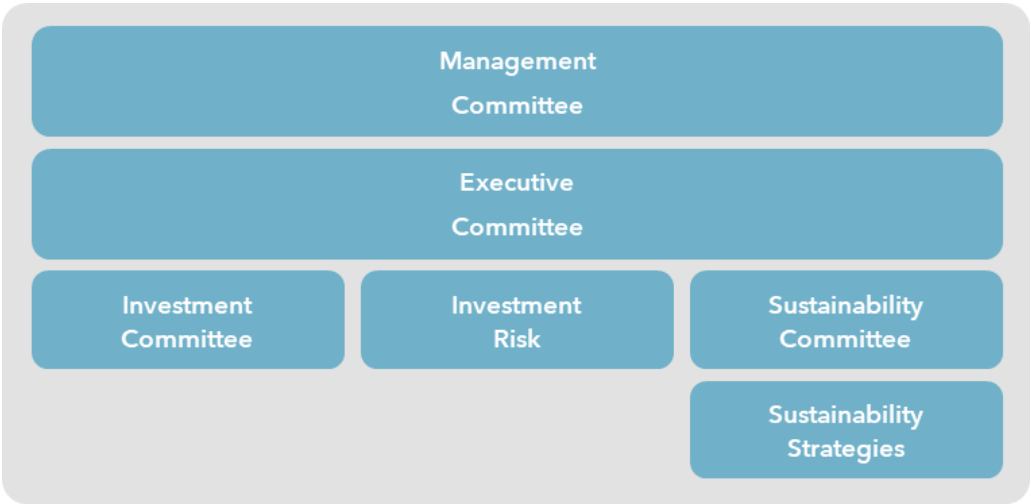 Management
Committee
Executive
Committee
Investment
Committee
Investment
Risk
Sustainability
Committee
Sustainability
Strategies